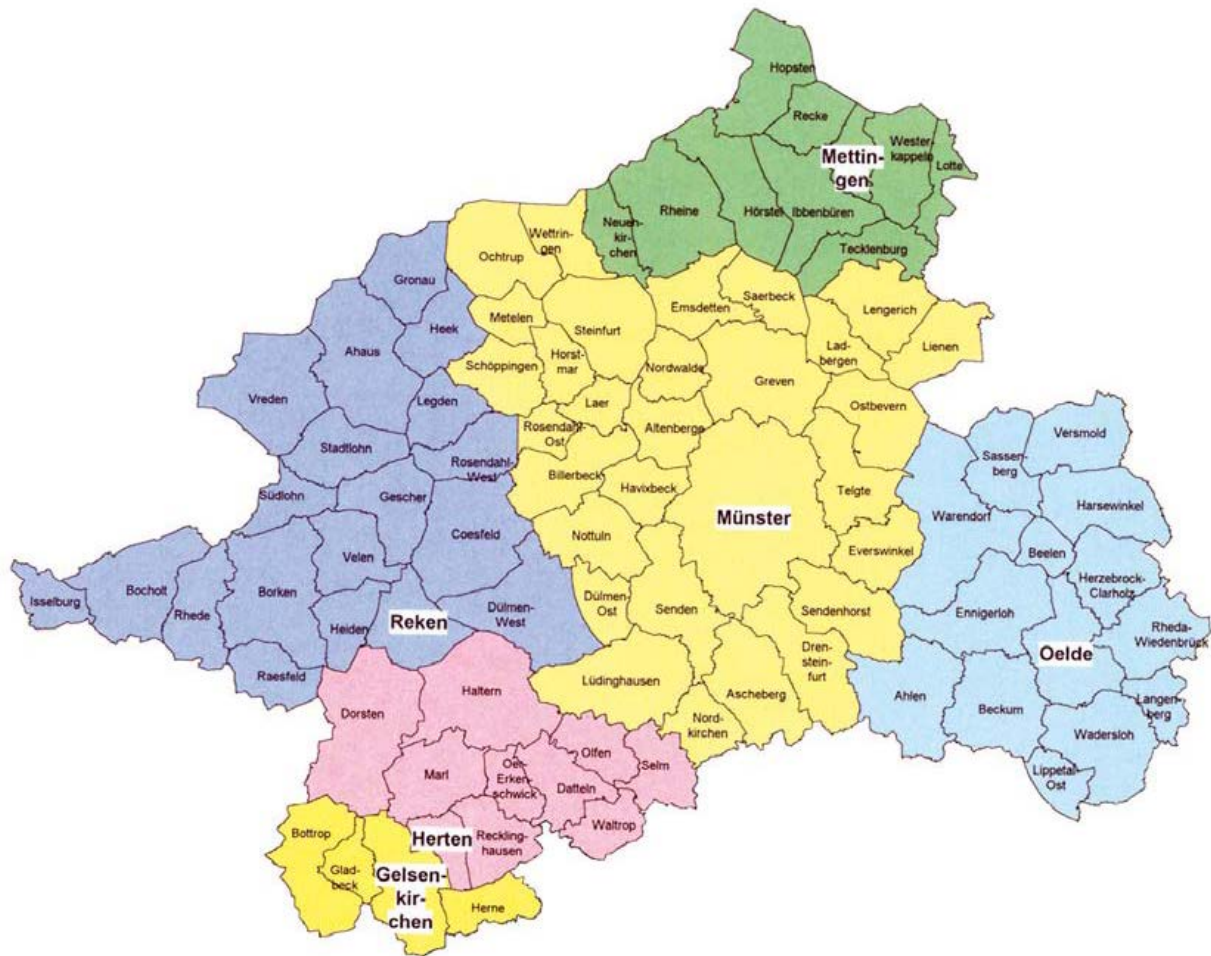 Hopsten
Recke
Wester-
kappeln
Mettin-
gen
Lotte
Neuen-
kir-
chen
Rheine
Hörstel
Ibbenbüren
Tecklenburg
Wettrin-
gen
Ochtrup
Gronau
Metelen
Heek
Steinfurt
Emsdetten
Saerbeck
Lengerich
Lad-
bergen
Lienen
Ahaus
Schöppingen
Horst-
mar
Nordwalde
Greven
Vreden
Legden
Laer
Altenberge
Ostbevern
Stadtlohn
Rosendahl-
Ost
Rosendahl-
West
Billerbeck
Havixbeck
Telgte
Sassen-
berg
Versmold
Südlohn
Gescher
Coesfeld
Münster
Warendorf
Harsewinkel
Nottuln
Everswinkel
Beelen
Velen
Isselburg
Bocholt
Rhede
Borken
Heiden
Reken
Dülmen-
West
Dülmen-
Ost
Senden
Sendenhorst
Ennigerloh
Herzebrock-
Clarholz
Rheda-
Wiedenbrück
Oelde
Raesfeld
Lüdinghausen
Ascheberg
Dren-
stein-
furt
Ahlen
Beckum
Langen-
berg
Wadersloh
Lippetal-
Ost
Dorsten
Haltern
Nord-
kirchen
Olfen
Selm
Marl
Oer-
Erken-
schwick
Datteln
Waltrop
Herten
Reckling-
hausen
Bottrop
Glad-
beck
Gelsen-
kir-
chen
Herne